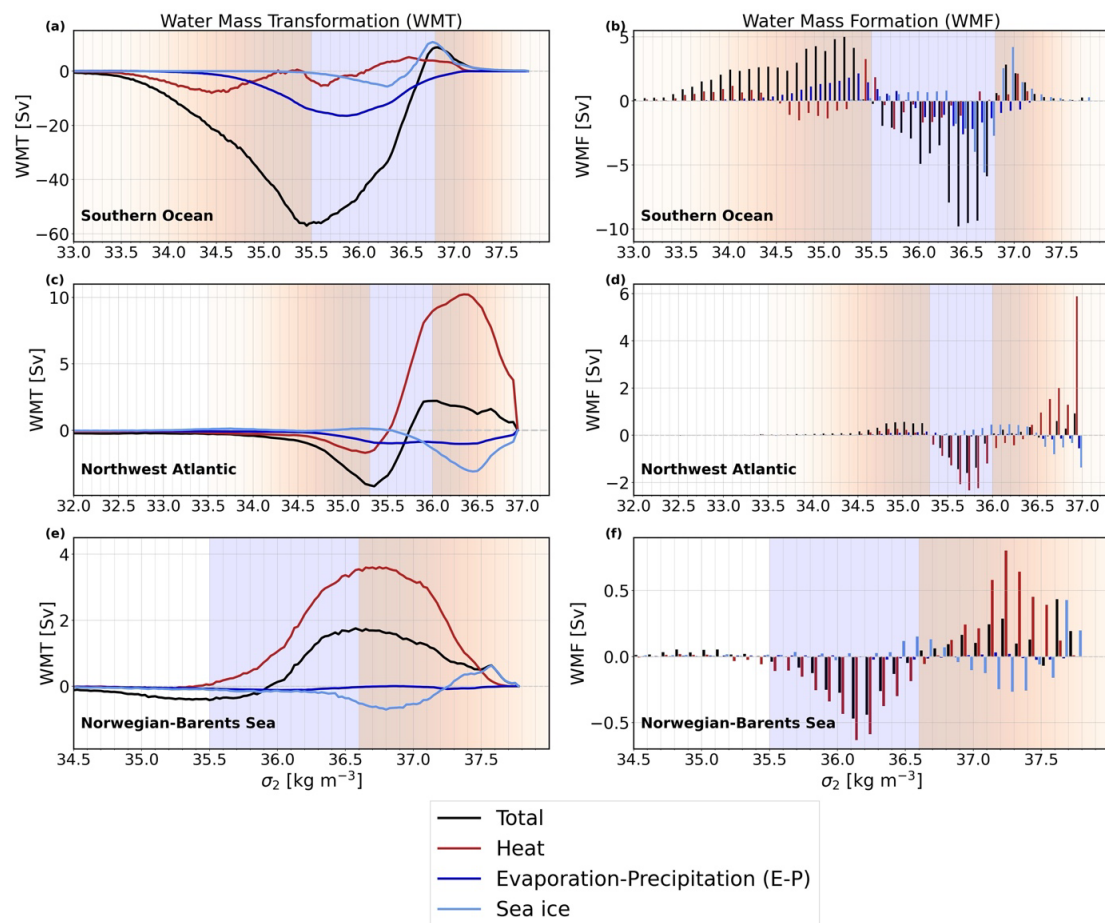 Water Mass Transformation (WMT)
Water Mass Formation (WMF)
(a)
0
−20
−40
−60
WMT [Sv]
Southern Ocean
33.0 33.5 34.0 34.5 35.0 35.5 36.0 36.5 37.0 37.5
(b)
5
0
−5
−10
WMF [Sv]
Southern Ocean
33.0 33.5 34.0 34.5 35.0 35.5 36.0 36.5 37.0 37.5
(c)
10
5
0
WMT [Sv]
Northwest Atlantic
32.0 32.5 33.0 33.5 34.0 34.5 35.0 35.5 36.0 36.5 37.0
(d)
6
4
2
0
−2
WMF [Sv]
Northwest Atlantic
32.0 32.5 33.0 33.5 34.0 34.5 35.0 35.5 36.0 36.5 37.0
(e)
4
2
0
WMT [Sv]
Norwegian-Barents Sea
34.5 35.0 35.5 36.0 36.5 37.0 37.5
σ₂ [kg m⁻³]
(f)
0.5
0.0
−0.5
WMF [Sv]
Norwegian-Barents Sea
34.5 35.0 35.5 36.0 36.5 37.0 37.5
σ₂ [kg m⁻³]
Total
Heat
Evaporation-Precipitation (E-P)
Sea ice